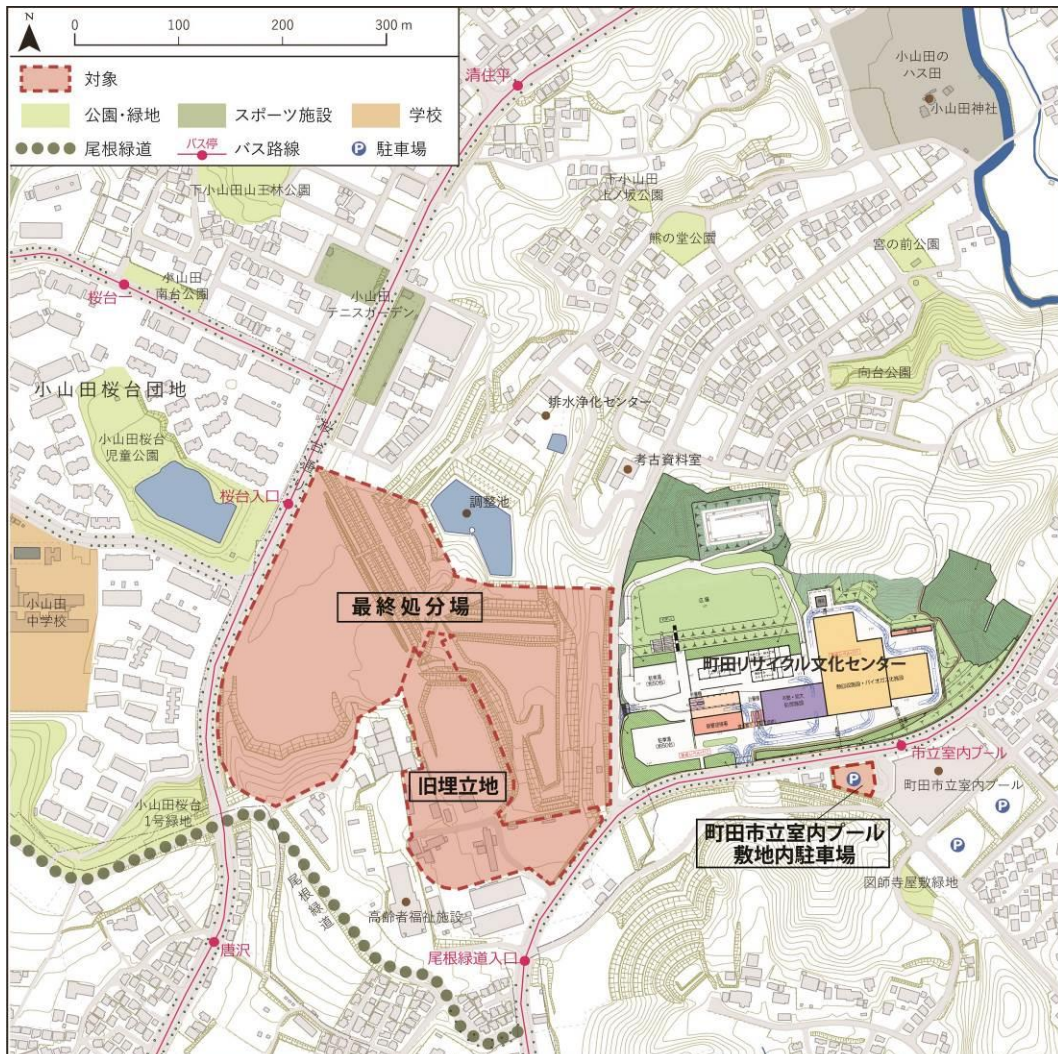 N
0 100 200 300 m
対象
公園・緑地
スポーツ施設
学校
尾根緑道
バス停
バス路線
P 駐車場
清住平
小山田の
ハス田
小山田神社
下小山田山王林公園
下小山田
上ノ坂公園
熊の堂公園
宮の前公園
桜台一
小山田
南台公園
小山田
テニスガーデン
向台公園
小山田桜台団地
小山田桜台
児童公園
排水浄化センター
考古資料室
桜台入口
調整池
小山田
中学校
最終処分場
広場
町田リサイクル文化センター
旧埋立地
市立室内プール
P
町田市立室内プール
小山田桜台
1号緑地
町田市立室内プール
敷地内駐車場
P
P
図師寺屋敷緑地
尾根緑道
高齢者福祉施設
唐沢
尾根緑道入口